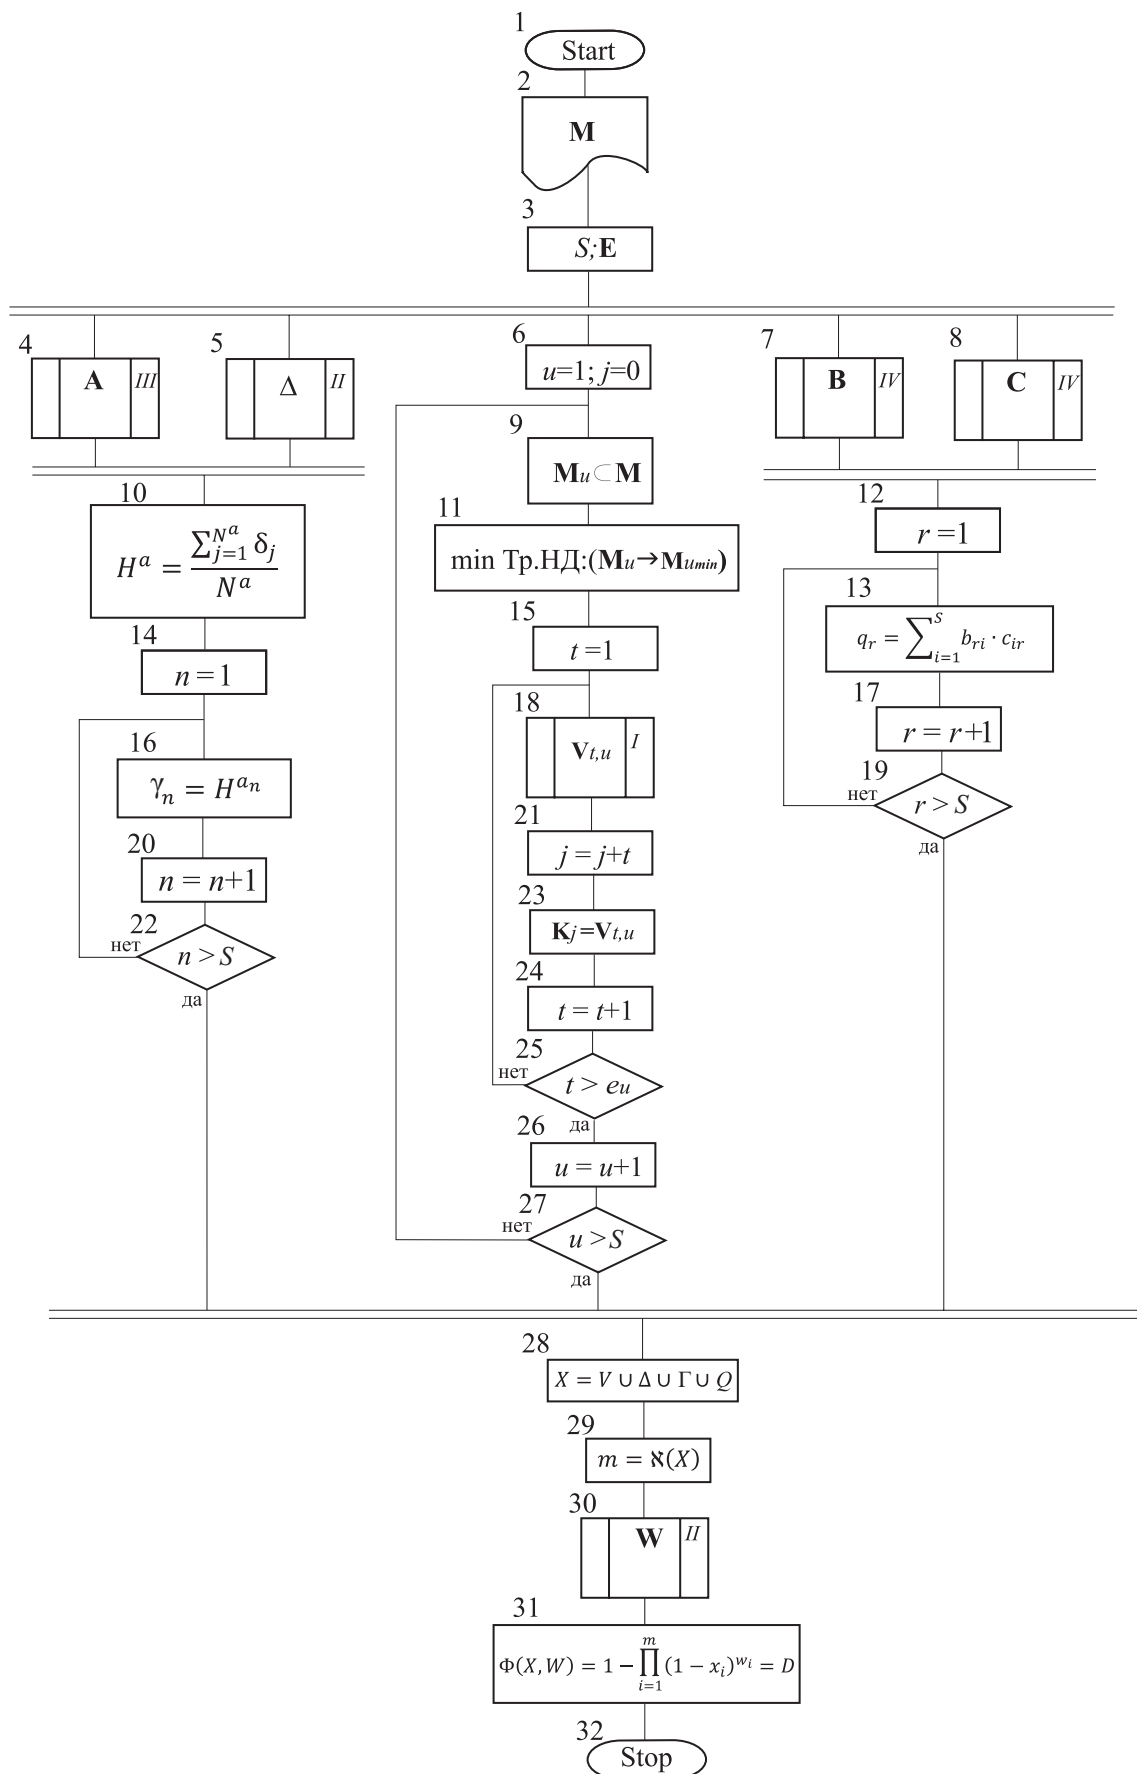 1
Start
2
M
3
S;E
4
A
III
5
Δ
II
6
u=1; j=0
7
B
IV
8
C
IV
9
Mu ⊂ M
10
H^a = ∑_{j=1}^{N^a} δ_j / N^a
11
min Тр.НД:(Mu→Mumin)
12
r=1
13
q_r = ∑_{i=1}^{S} b_{ri} · c_{ir}
14
n=1
15
t=1
16
γ_n = H^{a_n}
17
r = r+1
18
V_{t,u}
I
19
нет
r > S
да
20
n = n+1
21
j = j+t
22
нет
n > S
да
23
K_j=V_{t,u}
24
t = t+1
25
нет
t > e_u
да
26
u = u+1
27
нет
u > S
да
28
X = V ∪ Δ ∪ Γ ∪ Q
29
m = ℵ(X)
30
W
II
31
Φ(X, W) = 1 − ∏_{i=1}^{m} (1 − x_i)^{w_i} = D
32
Stop